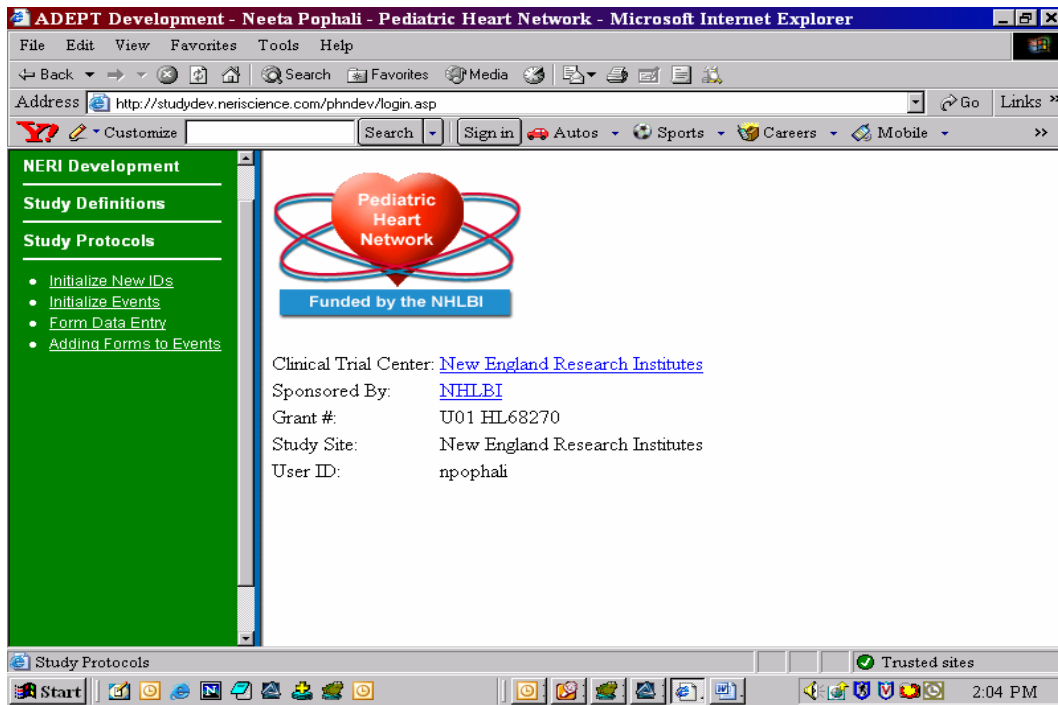 ADEPT Development - Neeta Pophali - Pediatric Heart Network - Microsoft Internet Explorer
File Edit View Favorites Tools Help
Back Search Favorites Media
Address http://studydev.neriscience.com/phndev/login.asp Go Links »
Y? Customize Search Sign in Autos Sports Careers Mobile »
NERI Development
Study Definitions
Study Protocols
• Initialize New IDs
• Initialize Events
• Form Data Entry
• Adding Forms to Events
Pediatric
Heart
Network
Funded by the NHLBI
Clinical Trial Center: New England Research Institutes
Sponsored By: NHLBI
Grant #: U01 HL68270
Study Site: New England Research Institutes
User ID: npophali
Study Protocols Trusted sites
Start 2:04 PM